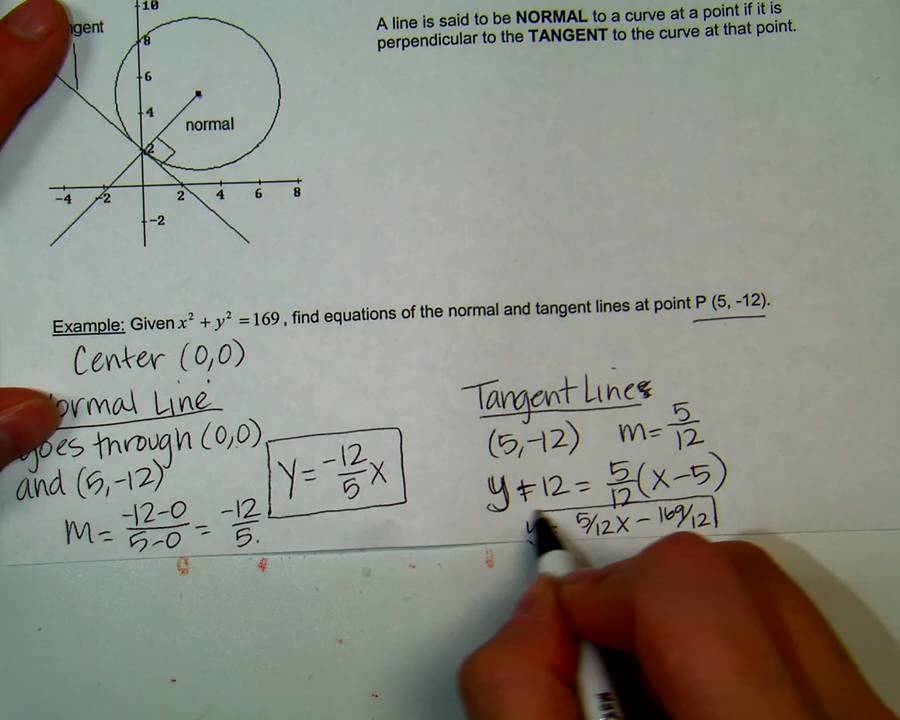 A line is said to be NORMAL to a curve at a point if it is
perpendicular to the TANGENT to the curve at that point.
gent
10
8
6
4
normal
2
-4 -2 2 4 6 8
-2
Example: Given x² + y² = 169, find equations of the normal and tangent lines at point P (5, -12).
Center (0,0)
ormal Line
goes through (0,0)
and (5,-12)
m = -12-0/5-0 = -12/5.
y = -12/5 x
Tangent Lines
(5,-12) m = 5/12
y + 12 = 5/12 (x-5)
y = 5/12x - 169/12